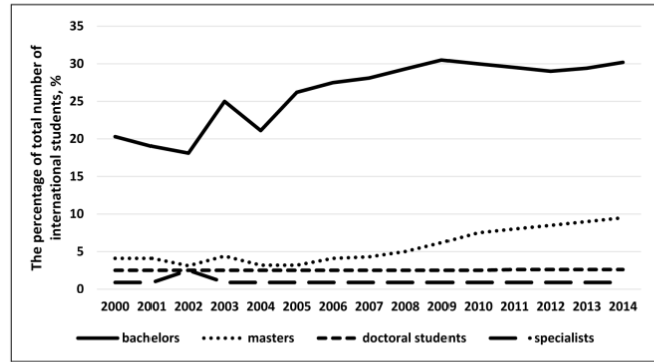 The percentage of total number of
international students, %
35
30
25
20
15
10
5
0
2000 2001 2002 2003 2004 2005 2006 2007 2008 2009 2010 2011 2012 2013 2014
bachelors masters doctoral students specialists